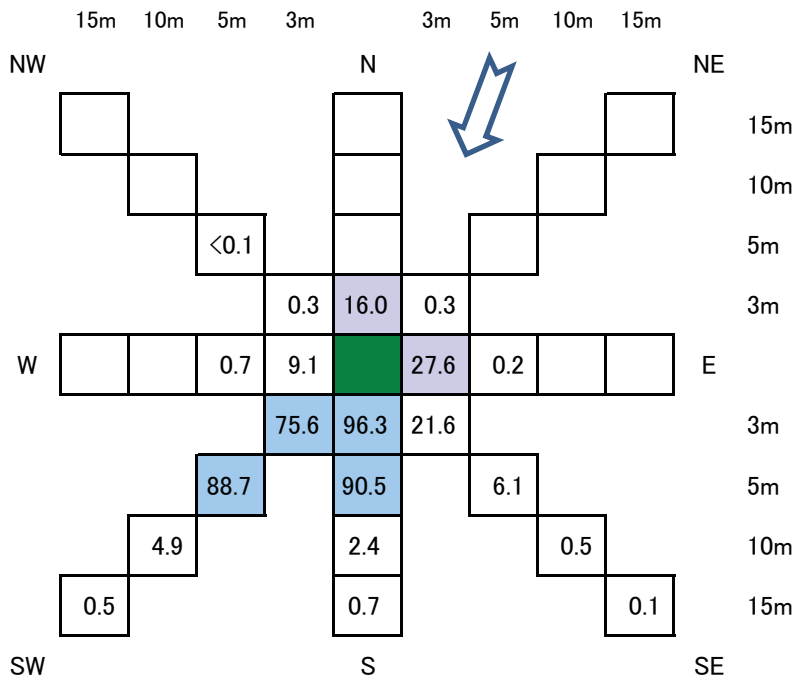 15m 10m 5m 3m 3m 5m 10m 15m
NW N NE
15m
10m
<0.1 5m
0.3 16.0 0.3 3m
W 0.7 9.1 27.6 0.2 E
75.6 96.3 21.6 3m
88.7 90.5 6.1 5m
4.9 2.4 0.5 10m
0.5 0.7 0.1 15m
SW S SE